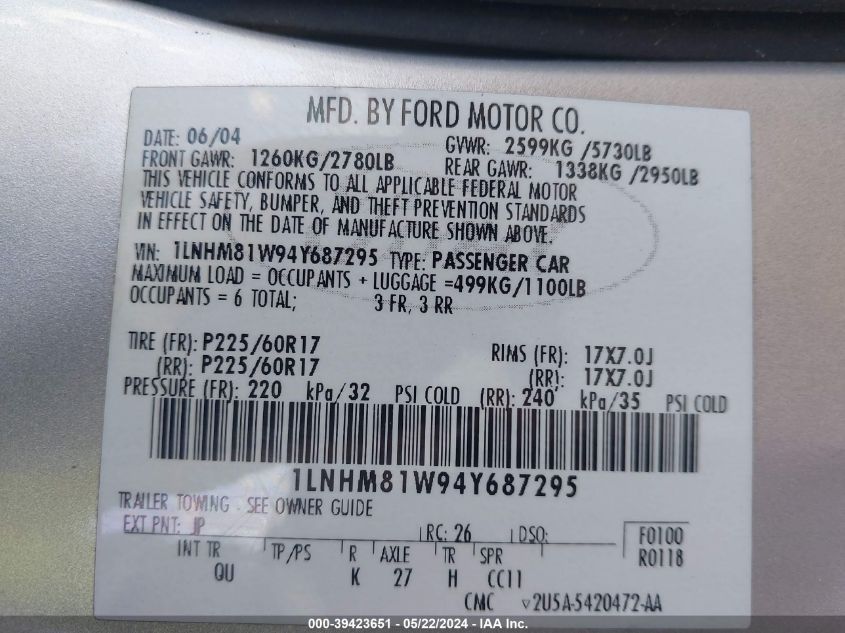 MFD. BY FORD MOTOR CO.
DATE: 06/04 GVWR: 2599KG /5730LB
FRONT GAWR: 1260KG/2780LB REAR GAWR: 1338KG /2950LB
THIS VEHICLE CONFORMS TO ALL APPLICABLE FEDERAL MOTOR
VEHICLE SAFETY, BUMPER, AND THEFT PREVENTION STANDARDS
IN EFFECT ON THE DATE OF MANUFACTURE SHOWN ABOVE.
VIN: 1LNHM81W94Y687295 TYPE: PASSENGER CAR
MAXIMUM LOAD = OCCUPANTS + LUGGAGE =499KG/1100LB
OCCUPANTS = 6 TOTAL; 3 FR, 3 RR
TIRE (FR): P225/60R17 RIMS (FR): 17X7.0J
(RR): P225/60R17 (RR): 17X7.0J
PRESSURE (FR): 220 kPa/32 PSI COLD (RR): 240 kPa/35 PSI COLD
1LNHM81W94Y687295
TRAILER TOWING - SEE OWNER GUIDE
EXT PNT: JP RC: 26 DSO: F0100
R0118
INT TR TP/PS R AXLE TR SPR
QU K 27 H CC11
CMC ▽2U5A-5420472-AA
000-39423651 - 05/22/2024 - IAA, Inc.